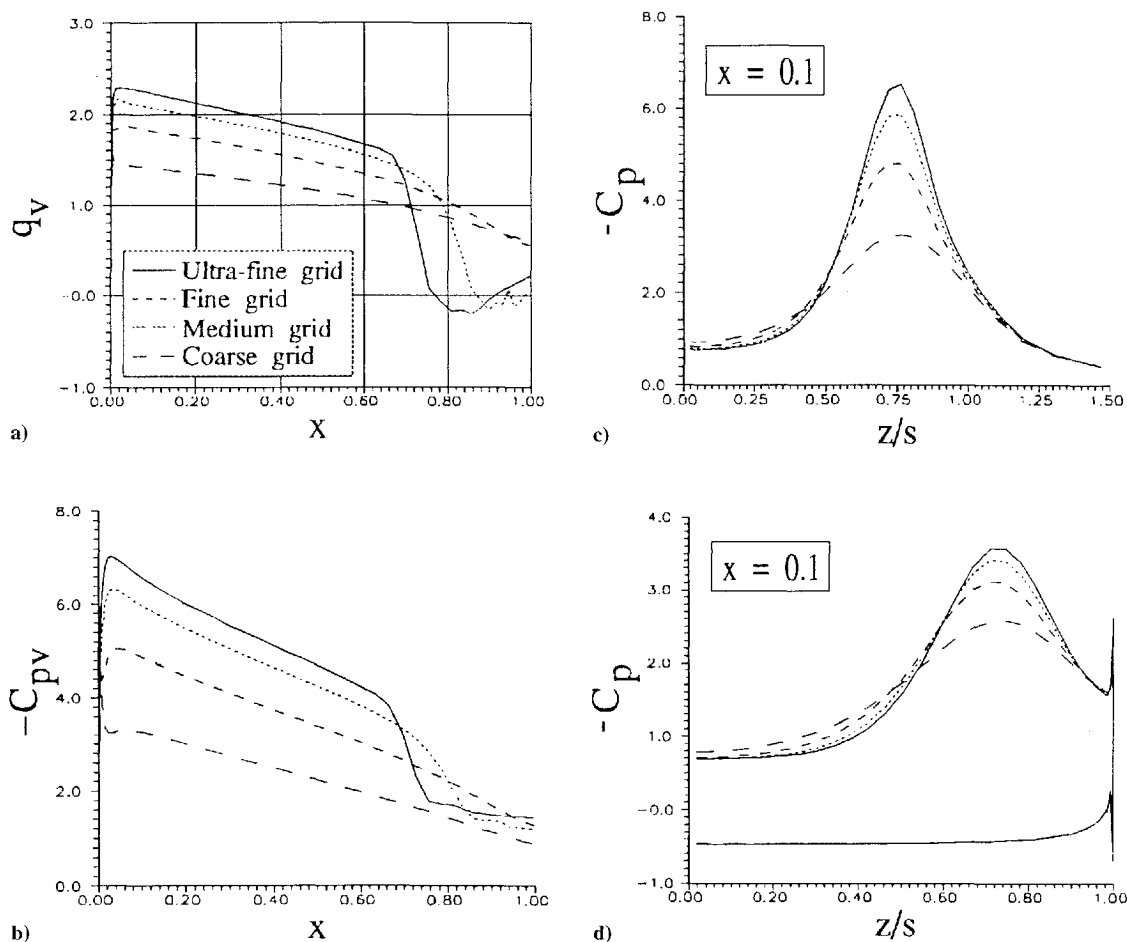 3.0
2.0
1.0
−0.0
−1.0
q_v
Ultra-fine grid
Fine grid
Medium grid
Coarse grid
0.00 0.20 0.40 0.60 0.80 1.00
x
a)
8.0
6.0
4.0
2.0
0.0
-C_p
x = 0.1
0.00 0.25 0.50 0.75 1.00 1.25 1.50
z/s
c)
8.0
6.0
4.0
2.0
0.0
−C_pv
0.00 0.20 0.40 0.60 0.80 1.00
x
b)
4.0
3.0
2.0
1.0
−0.0
−1.0
-C_p
x = 0.1
0.00 0.20 0.40 0.60 0.80 1.00
z/s
d)